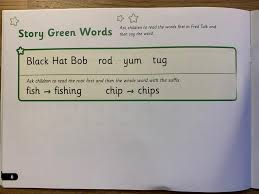 Story Green Words
Ask children to read the words first in Fred Talk and
then say the word.
Black Hat Bob rod yum tug
Ask children to read the root first and then the whole word with the suffix.
fish → fishing chip → chips